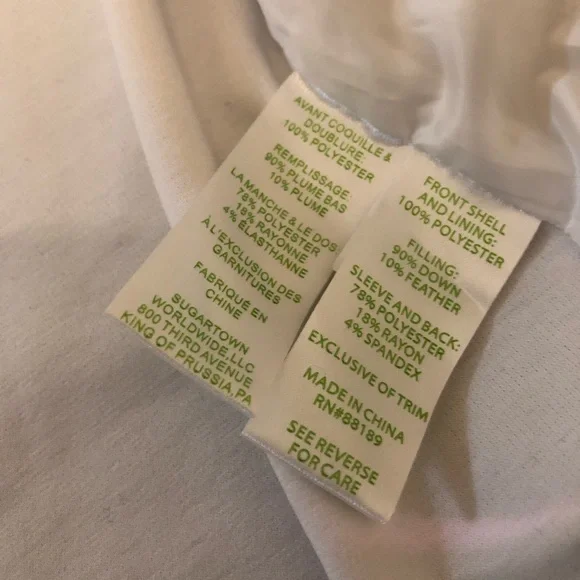 AVANT COQUILLE &
DOUBLURE:
100% POLYESTER
REMPLISSAGE:
90% PLUME BAS
10% PLUME
LA MANCHE & LE DOS
78% POLYESTER
18% RAYONNE
4% ÉLASTHANNE
À L'EXCLUSION DES
GARNITURES
FABRIQUÉ EN
CHINE
SUGARTOWN
WORLDWIDE, LLC
800 THIRD AVENUE
KING OF PRUSSIA, PA
FRONT SHELL
AND LINING:
100% POLYESTER
FILLING:
90% DOWN
10% FEATHER
SLEEVE AND BACK:
78% POLYESTER
18% RAYON
4% SPANDEX
EXCLUSIVE OF TRIM
MADE IN CHINA
RN#88189
SEE REVERSE
FOR CARE